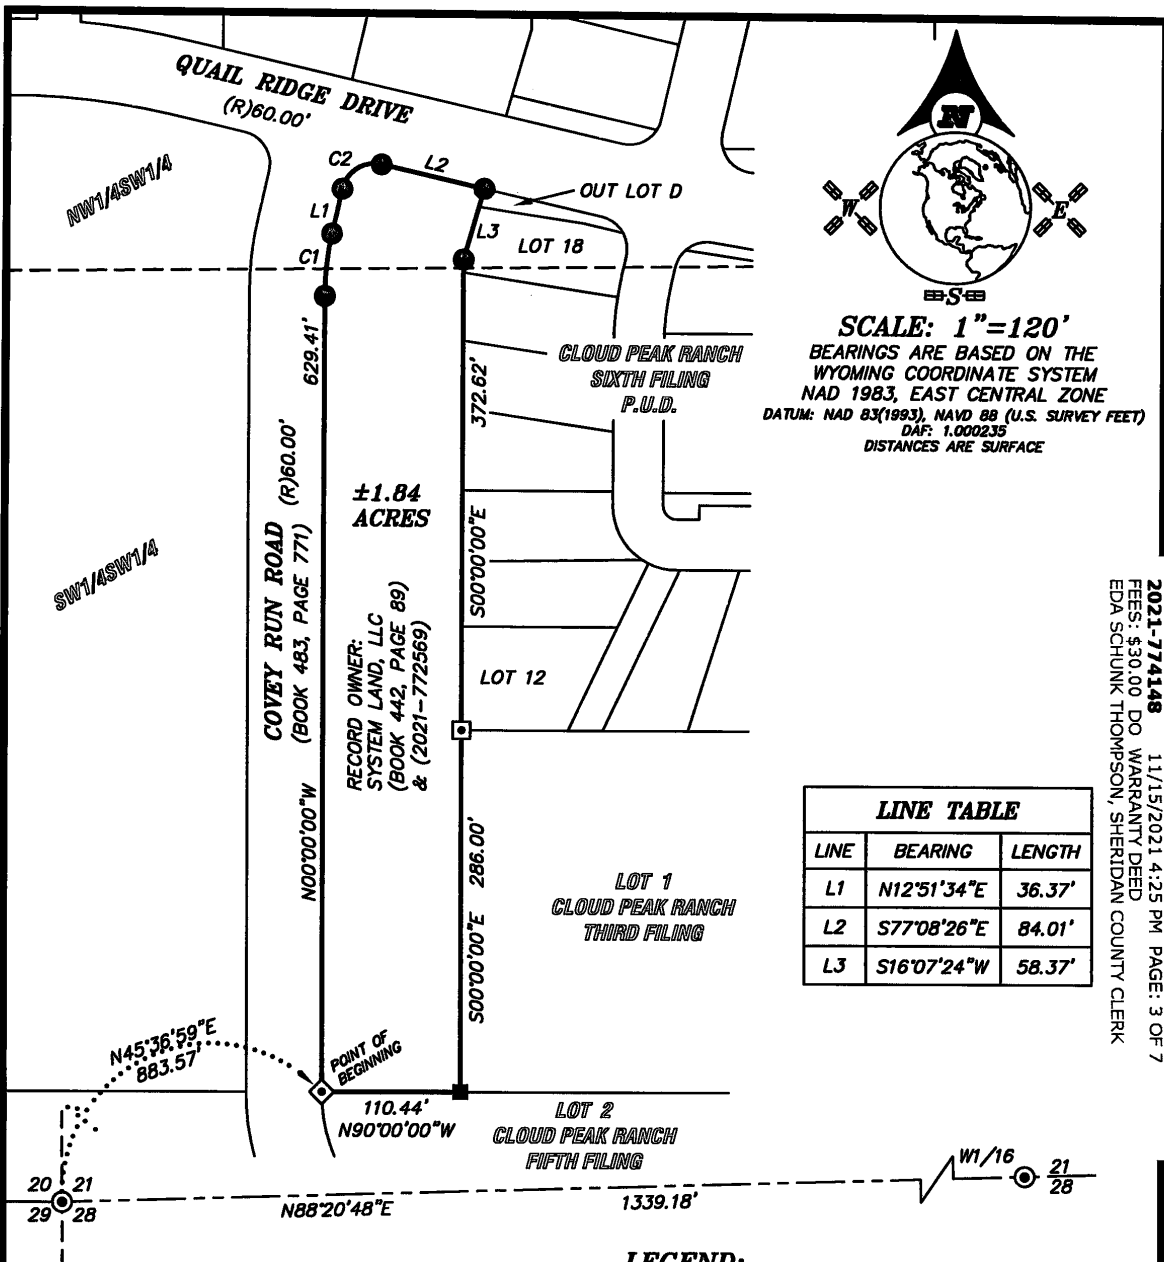 QUAIL RIDGE DRIVE
(R)60.00'
NW1/4SW1/4
C2
L2
L1
C1
L3
OUT LOT D
LOT 18
N
W
E
S
SCALE: 1"=120'
BEARINGS ARE BASED ON THE
WYOMING COORDINATE SYSTEM
NAD 1983, EAST CENTRAL ZONE
DATUM: NAD 83(1993), NAVD 88 (U.S. SURVEY FEET)
DAF: 1.000235
DISTANCES ARE SURFACE
629.41'
372.62'
CLOUD PEAK RANCH
SIXTH FILING
P.U.D.
±1.84
ACRES
SW1/4SW1/4
COVEY RUN ROAD
(BOOK 483, PAGE 771)
(R)60.00'
S00°00'00"E
RECORD OWNER:
SYSTEM LAND, LLC
(BOOK 442, PAGE 89)
& (2021-772569)
LOT 12
N00°00'00"W
286.00'
S00°00'00"E
LOT 1
CLOUD PEAK RANCH
THIRD FILING
LINE TABLE
LINE BEARING LENGTH
L1 N12°51'34"E 36.37'
L2 S77°08'26"E 84.01'
L3 S16°07'24"W 58.37'
2021-774148 11/15/2021 4:25 PM PAGE: 3 OF 7
FEES: $30.00 DO WARRANTY DEED
EDA SCHUNK THOMPSON, SHERIDAN COUNTY CLERK
N45°36'59"E
883.57'
POINT OF
BEGINNING
110.44'
N90°00'00"W
LOT 2
CLOUD PEAK RANCH
FIFTH FILING
20 21
29 28
N88°20'48"E
1339.18'
W1/16
21
28
LEGEND: